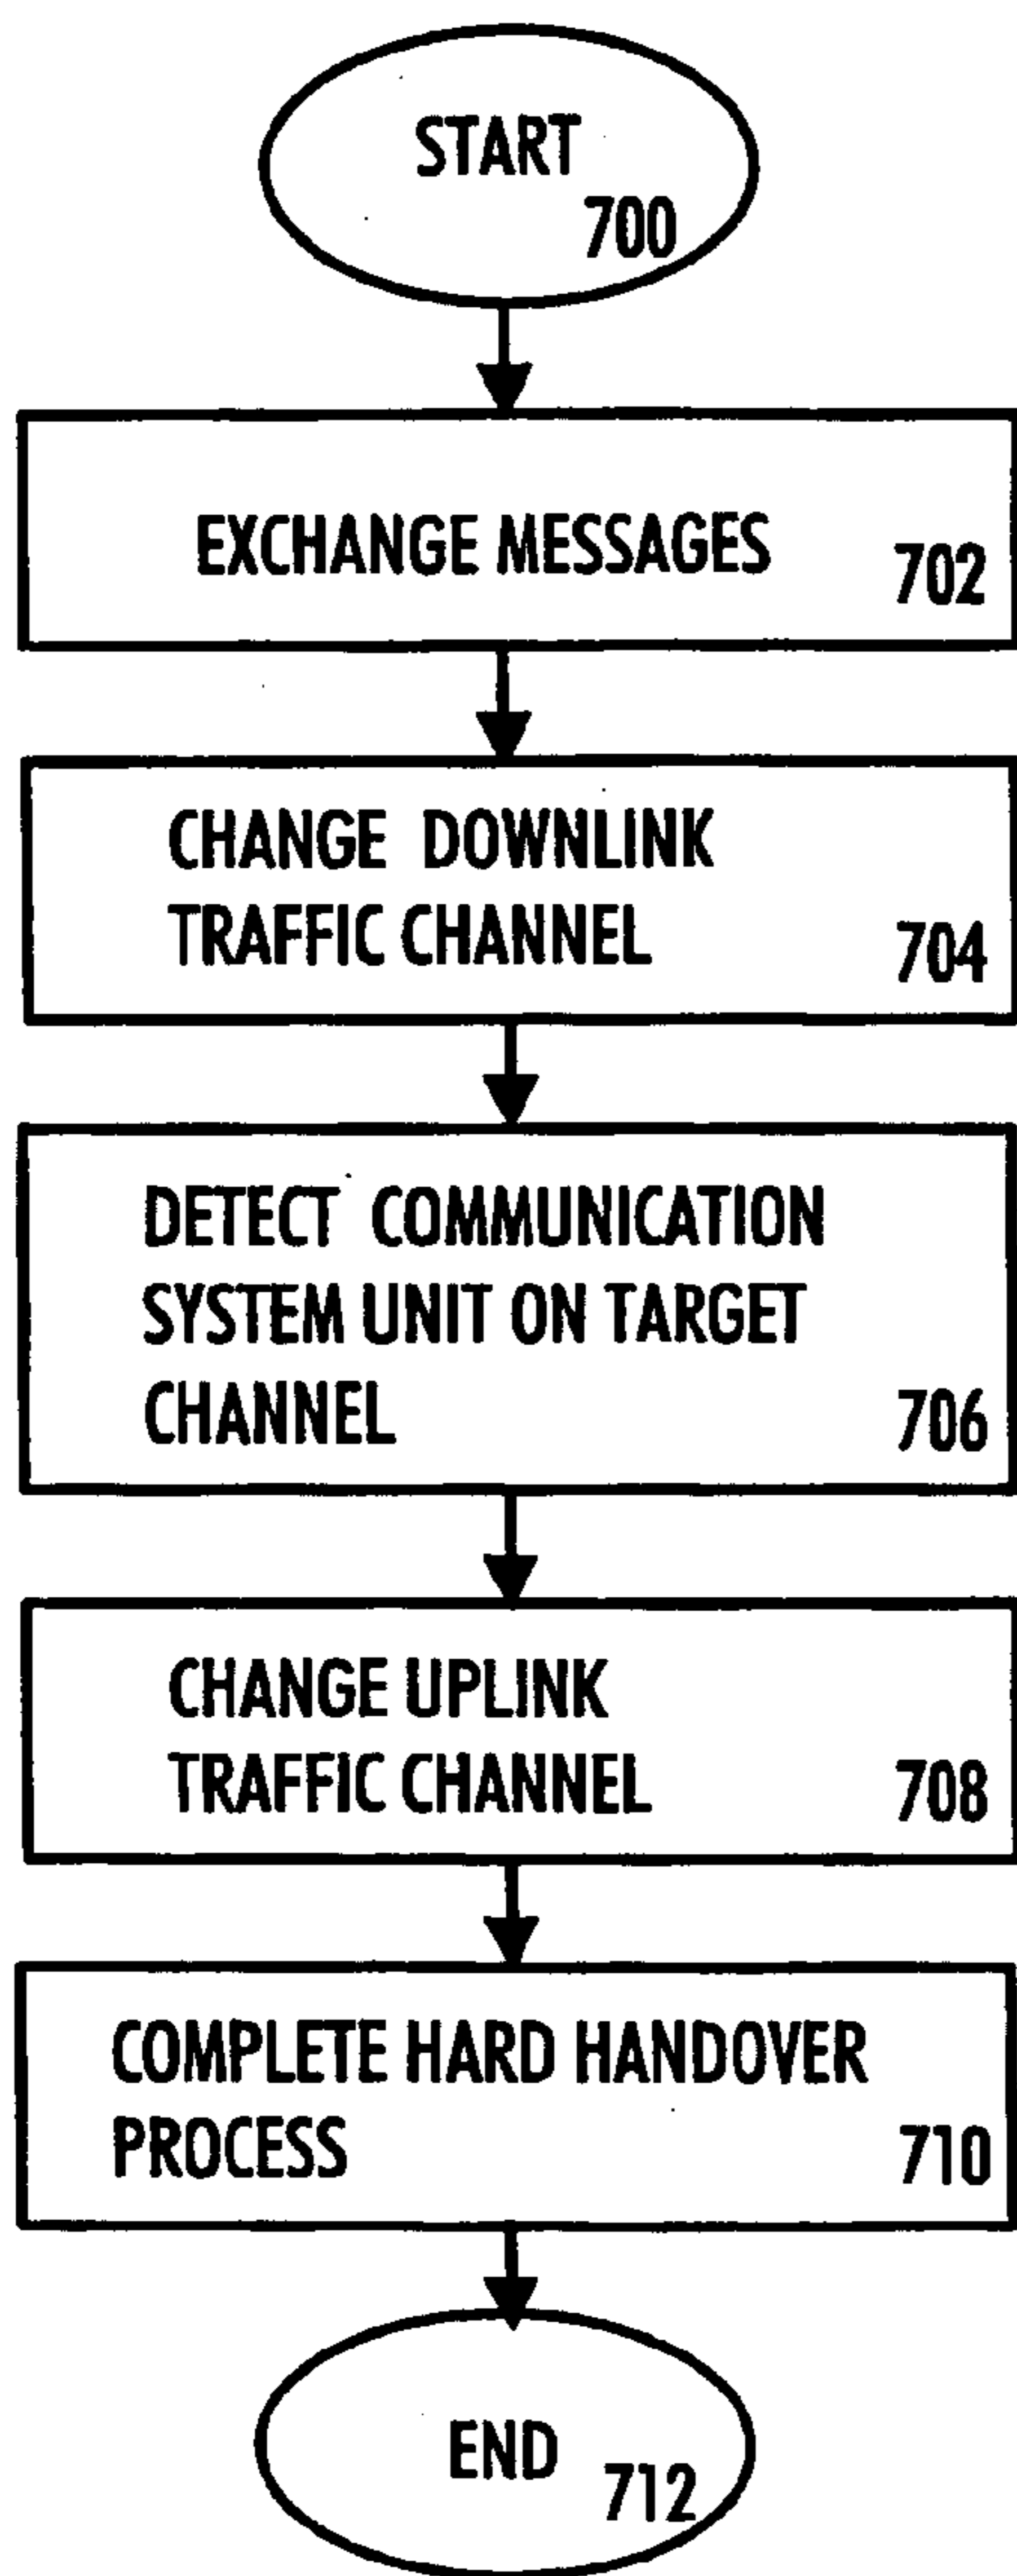 START
700
EXCHANGE MESSAGES
702
CHANGE DOWNLINK
TRAFFIC CHANNEL
704
DETECT COMMUNICATION
SYSTEM UNIT ON TARGET
CHANNEL
706
CHANGE UPLINK
TRAFFIC CHANNEL
708
COMPLETE HARD HANDOVER
PROCESS
710
END
712